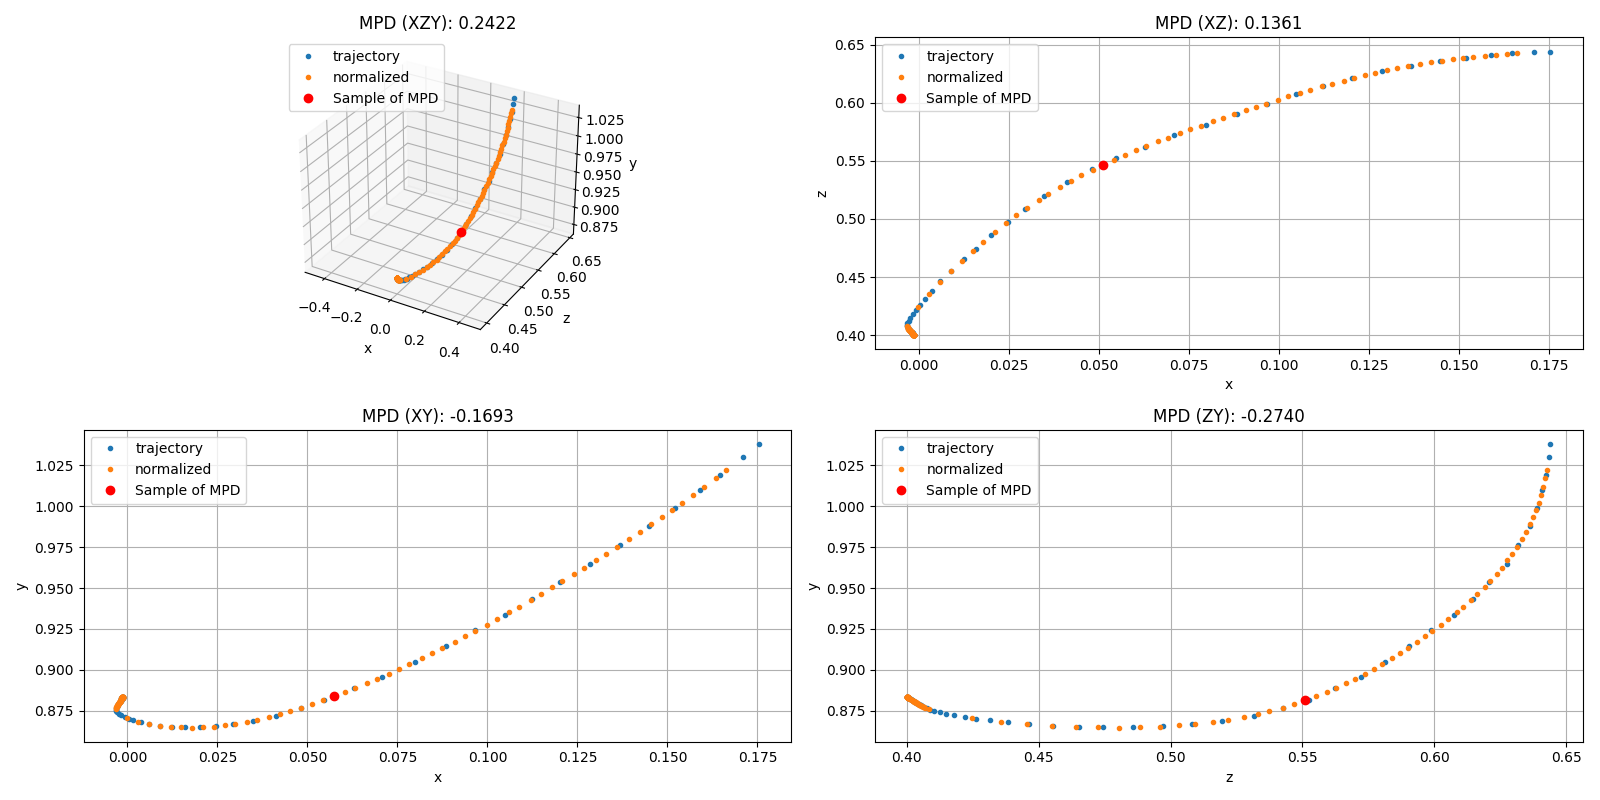 MPD (XZY): 0.2422
trajectory
normalized
Sample of MPD
1.025
1.000
0.975
0.950
0.925
0.900
0.875
y
0.65
0.60
0.55
0.50
0.45
0.40
z
−0.4
−0.2
0.0
0.2
0.4
x
MPD (XZ): 0.1361
trajectory
normalized
Sample of MPD
0.65
0.60
0.55
0.50
0.45
0.40
z
0.000 0.025 0.050 0.075 0.100 0.125 0.150 0.175
x
MPD (XY): -0.1693
trajectory
normalized
Sample of MPD
1.025
1.000
0.975
0.950
0.925
0.900
0.875
y
0.000 0.025 0.050 0.075 0.100 0.125 0.150 0.175
x
MPD (ZY): -0.2740
trajectory
normalized
Sample of MPD
1.025
1.000
0.975
0.950
0.925
0.900
0.875
y
0.40 0.45 0.50 0.55 0.60 0.65
z